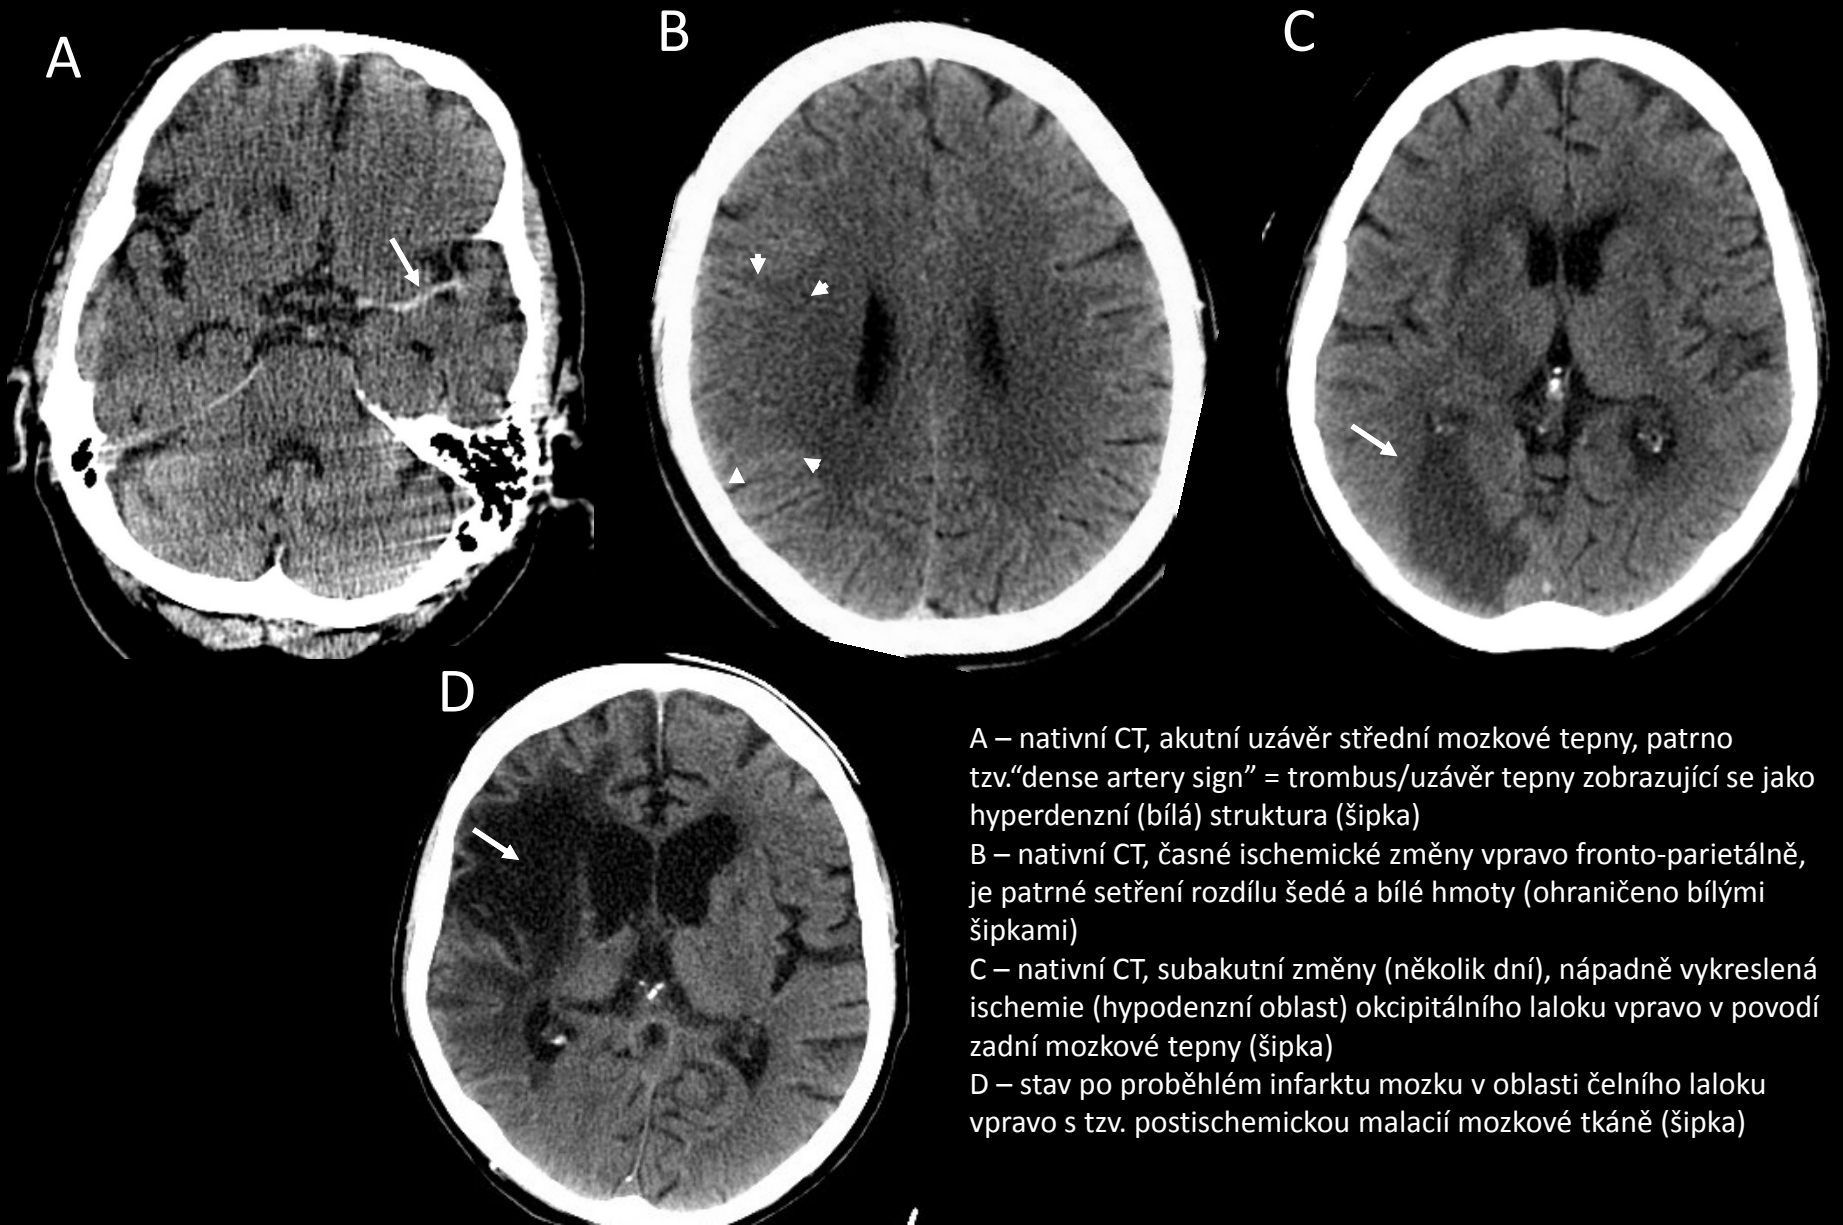 A
B
C
D
A – nativní CT, akutní uzávěr střední mozkové tepny, patrno
tzv.“dense artery sign” = trombus/uzávěr tepny zobrazující se jako
hyperdenzní (bílá) struktura (šipka)
B – nativní CT, časné ischemické změny vpravo fronto-parietálně,
je patrné setření rozdílu šedé a bílé hmoty (ohraničeno bílými
šipkami)
C – nativní CT, subakutní změny (několik dní), nápadně vykreslená
ischemie (hypodenzní oblast) okcipitálního laloku vpravo v povodí
zadní mozkové tepny (šipka)
D – stav po proběhlém infarktu mozku v oblasti čelního laloku
vpravo s tzv. postischemickou malacií mozkové tkáně (šipka)